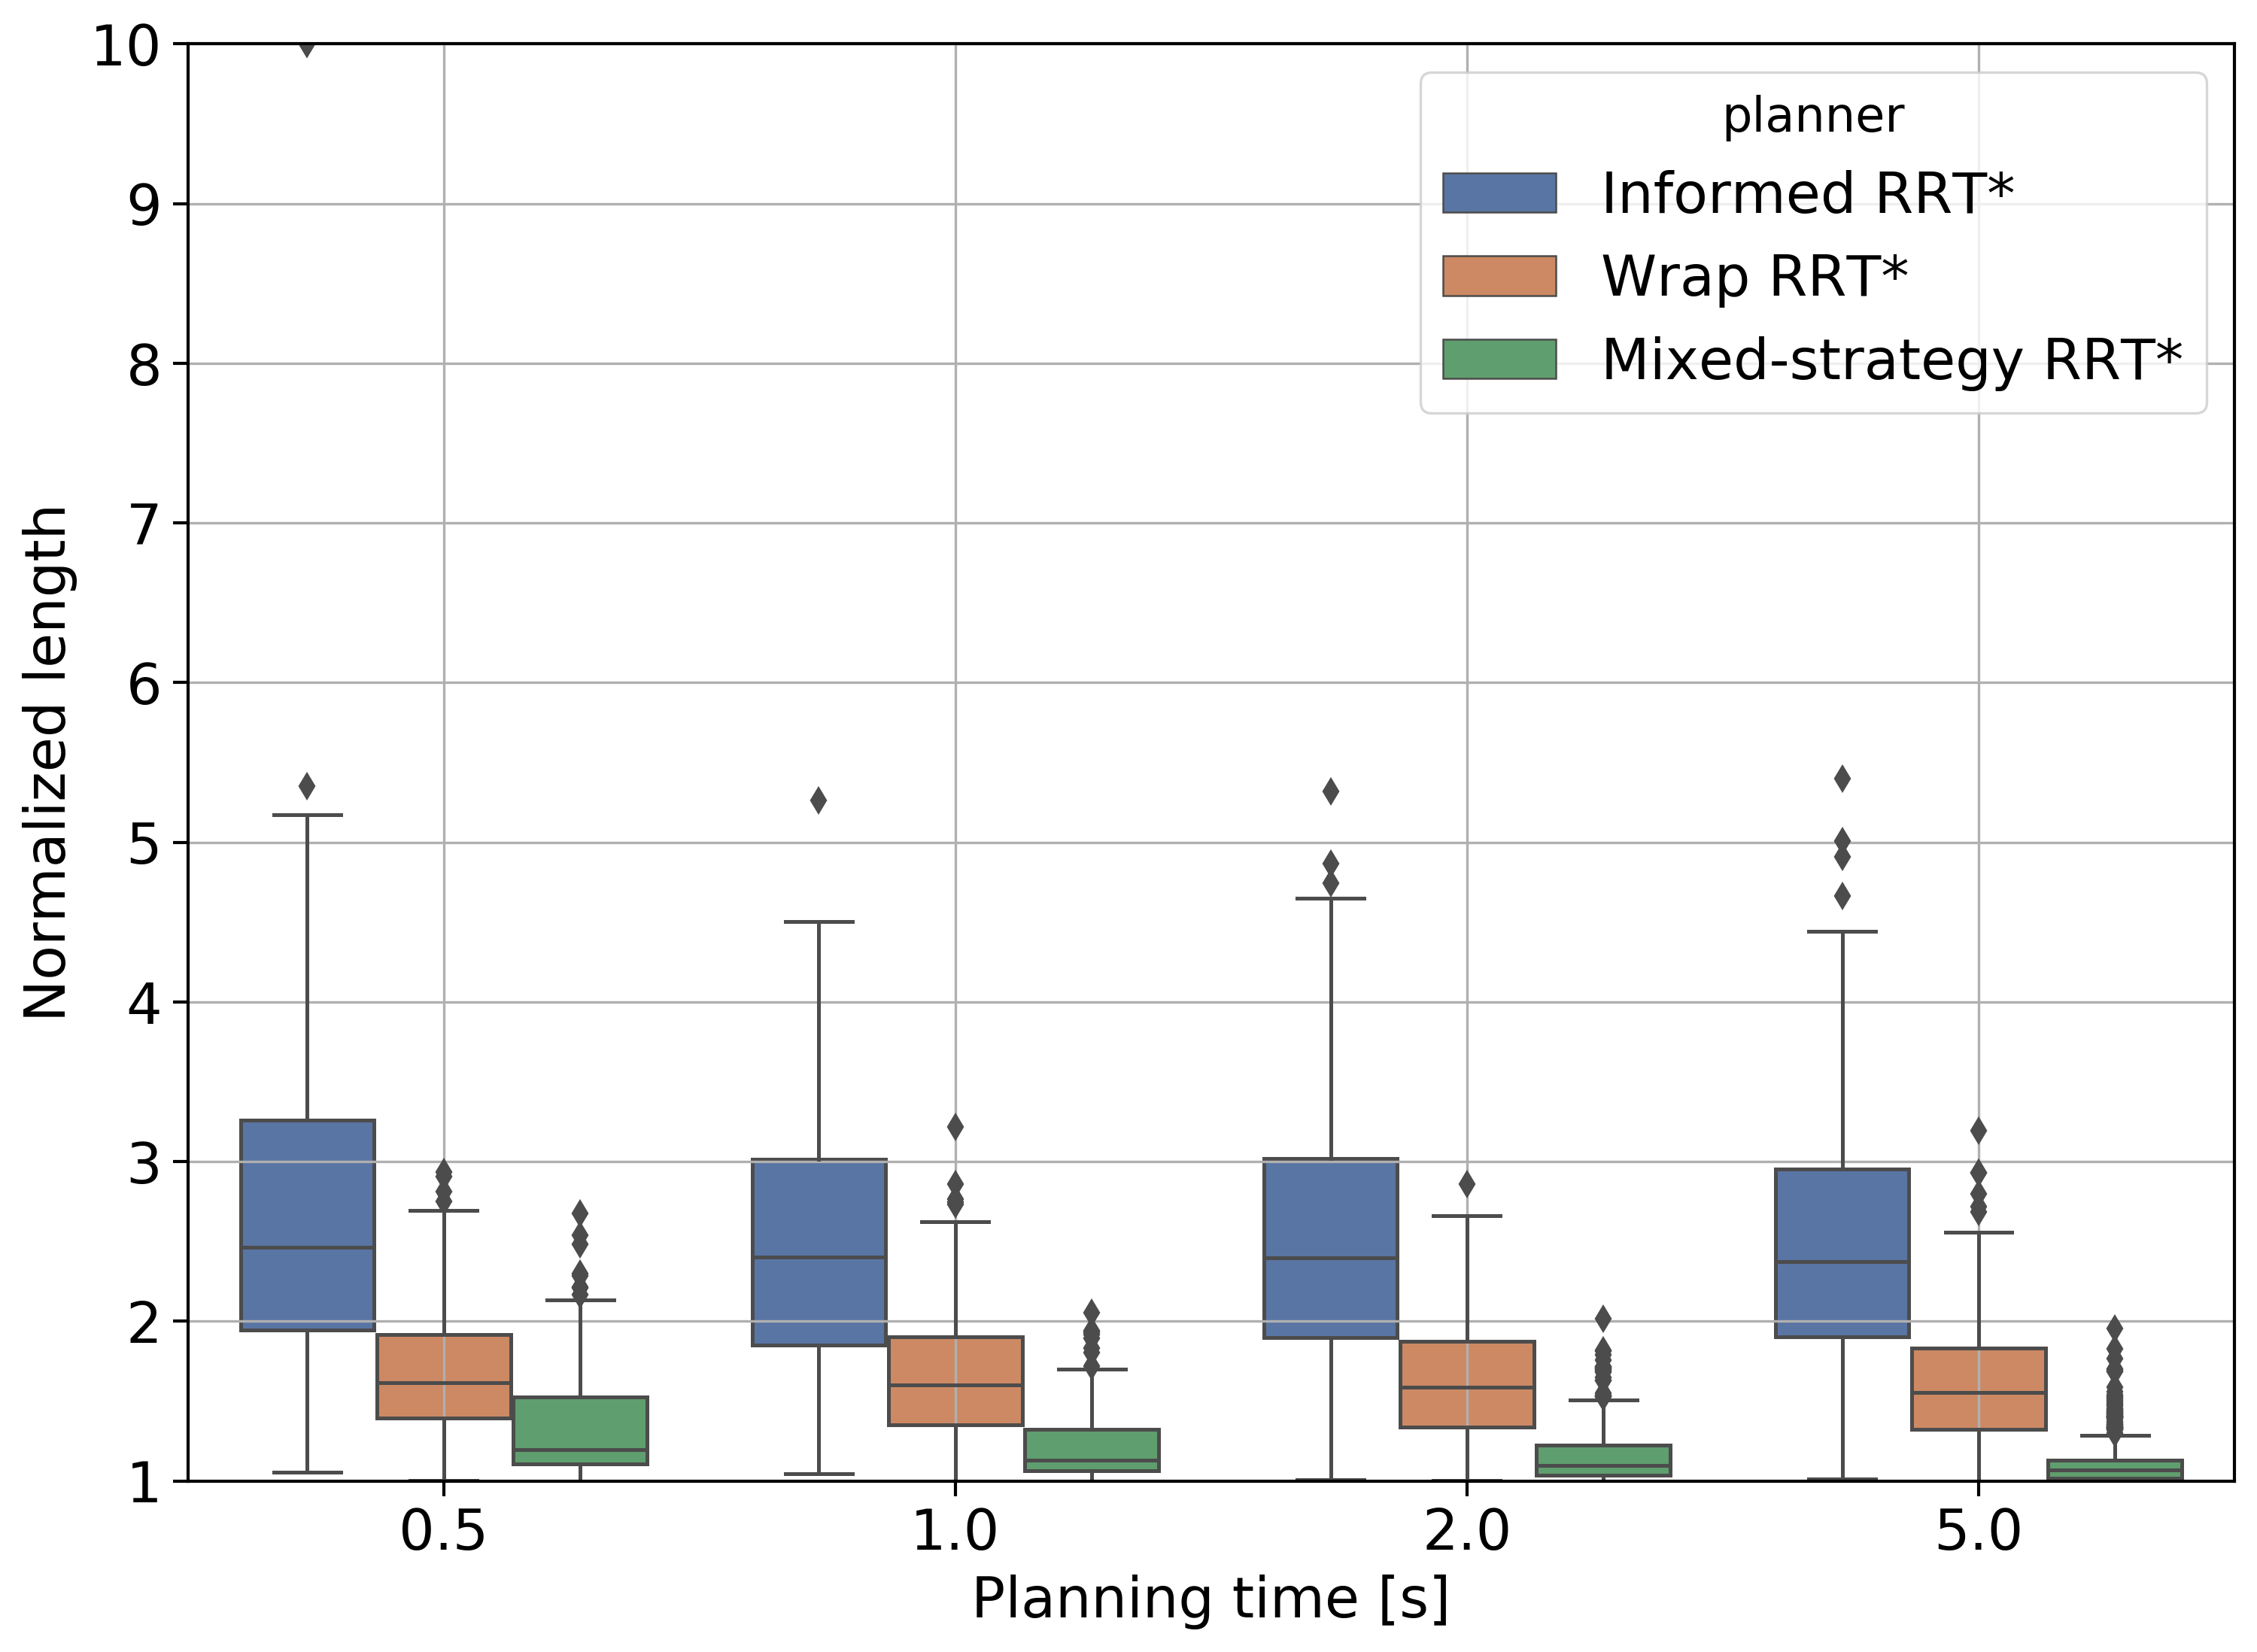 Normalized length
10
9
8
7
6
5
4
3
2
1
planner
Informed RRT*
Wrap RRT*
Mixed-strategy RRT*
0.5 1.0 2.0 5.0
Planning time [s]